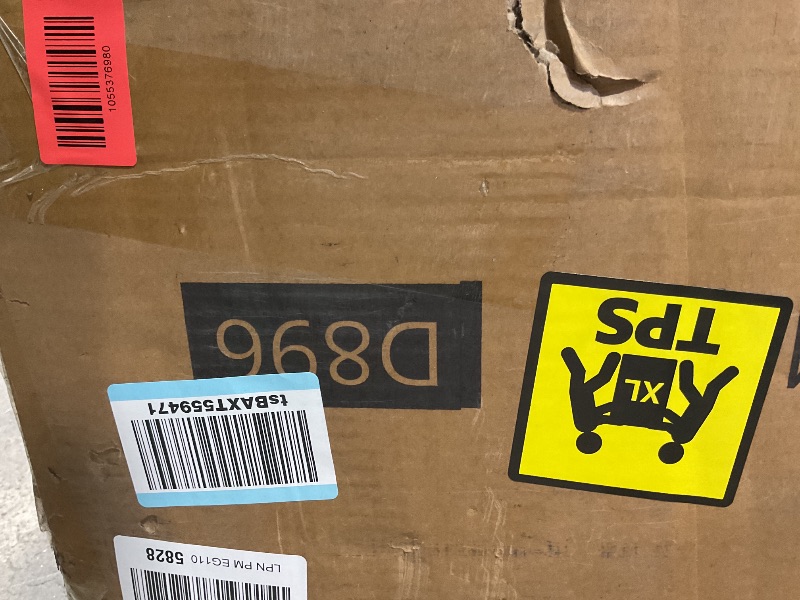 1055376980
D896
TPS
XL
tsBAXT559471
LPN PM EG110 5828